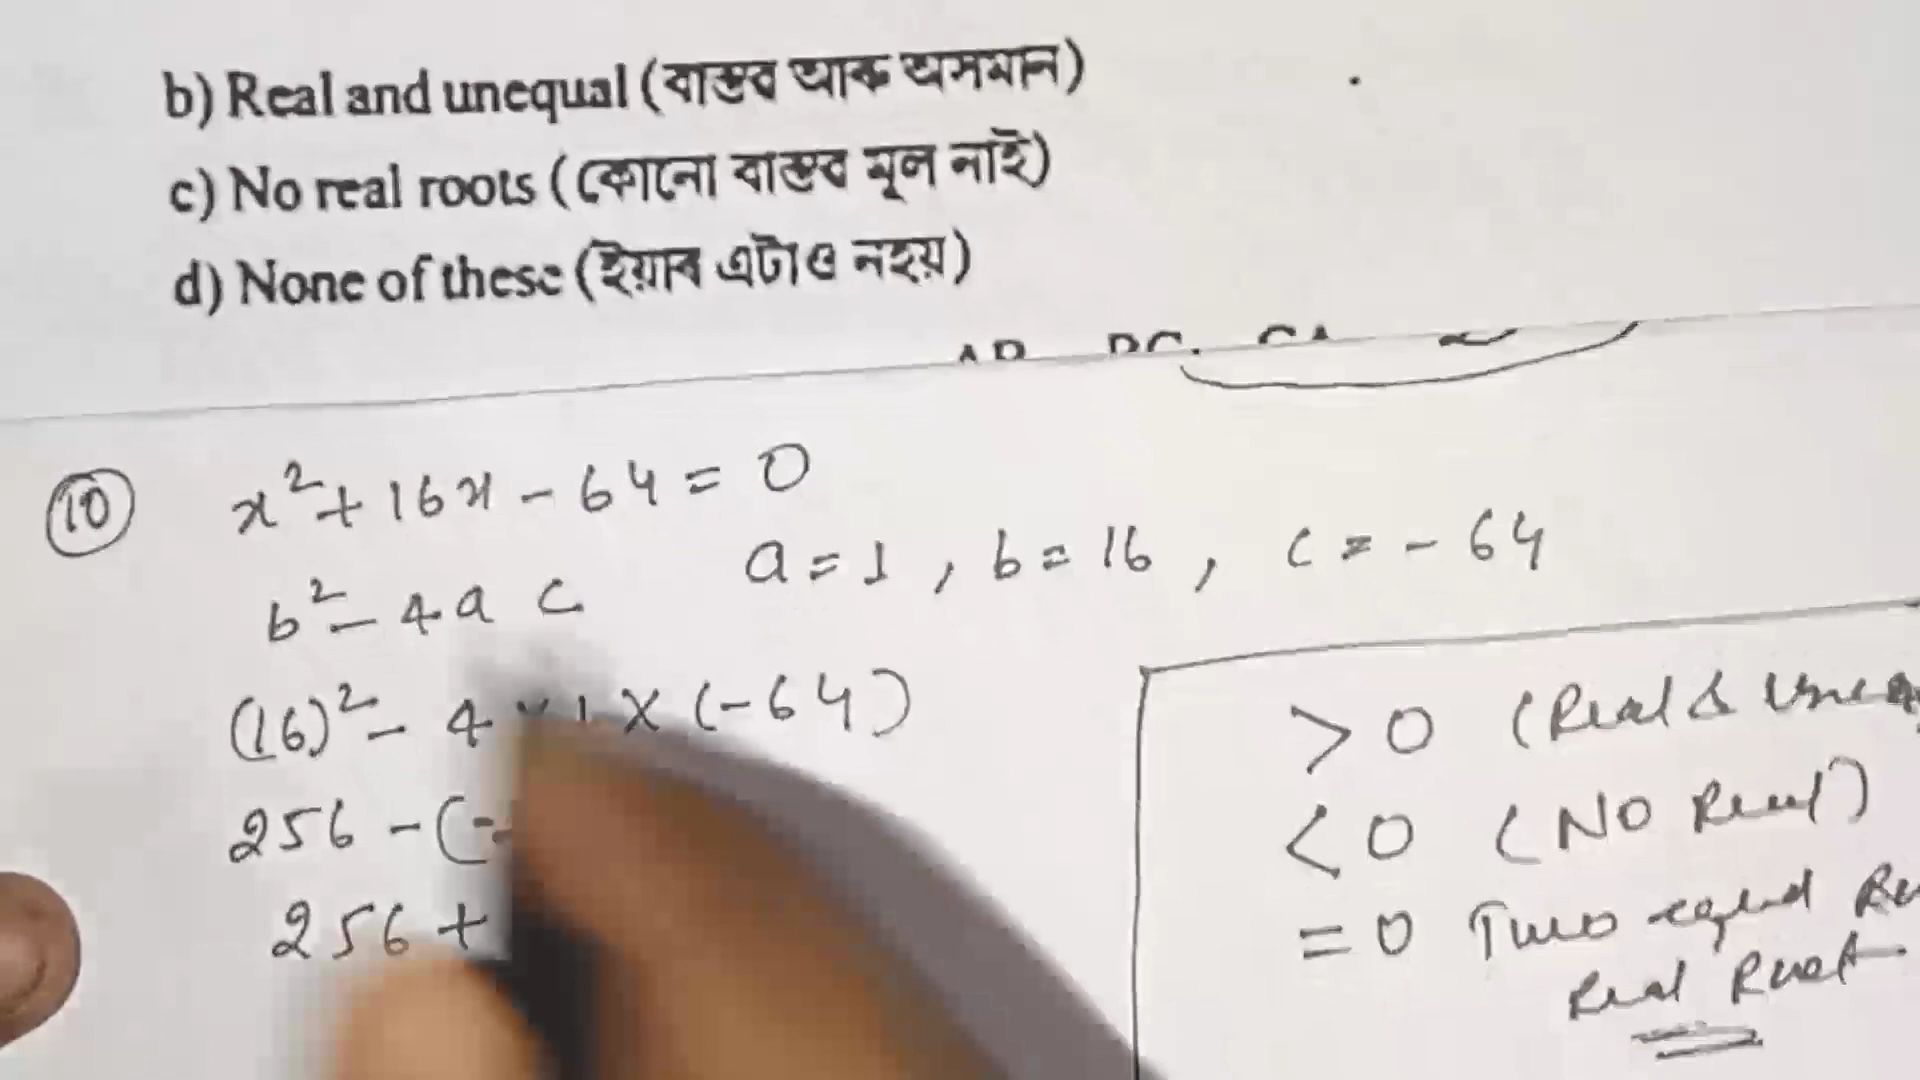 b) Real and unequal (বাস্তব আৰু অসমান)
c) No real roots (কোনো বাস্তব মূল নাই)
d) None of these (ইয়াৰ এটাও নহয়)
(10) x² + 16x - 64 = 0
b² - 4ac a = 1, b = 16, c = - 64
(16)² - 4 × 1 × (-64)
256 - (-
256 +
> 0 (Real &
< 0 (NO Real)
= 0 Two equal
Real Root